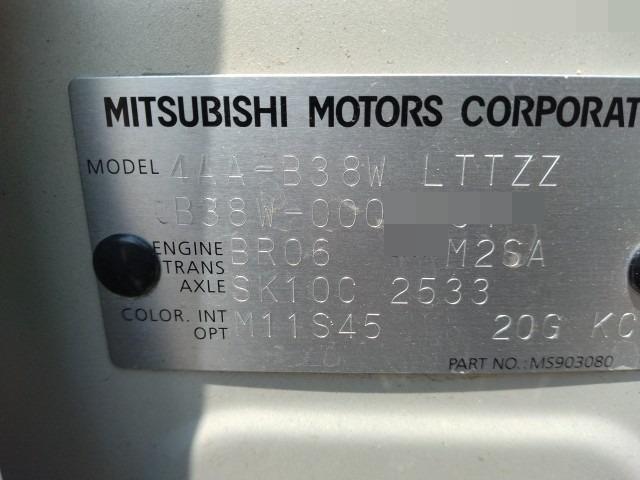 MITSUBISHI MOTORS CORPORAT
MODEL 4AA-B38W LTTZZ
B38W-000
ENGINE BR06 M2SA
TRANS
AXLE SK10C 2533
COLOR. INT M11S45 20G KC
OPT
PART NO.: MS903080